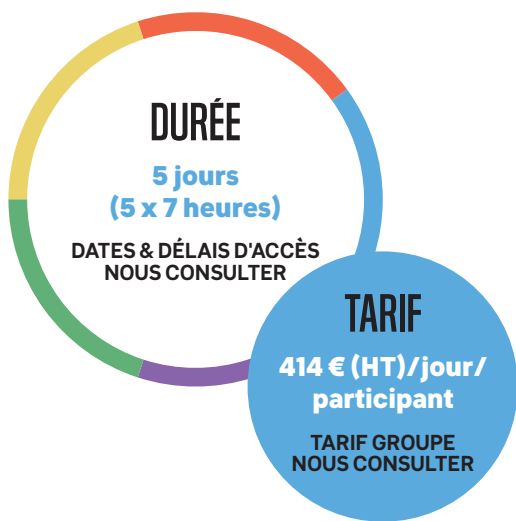 DURÉE
5 jours
(5 x 7 heures)
DATES & DÉLAIS D'ACCÈS
NOUS CONSULTER
TARIF
414 € (HT)/jour/
participant
TARIF GROUPE
NOUS CONSULTER